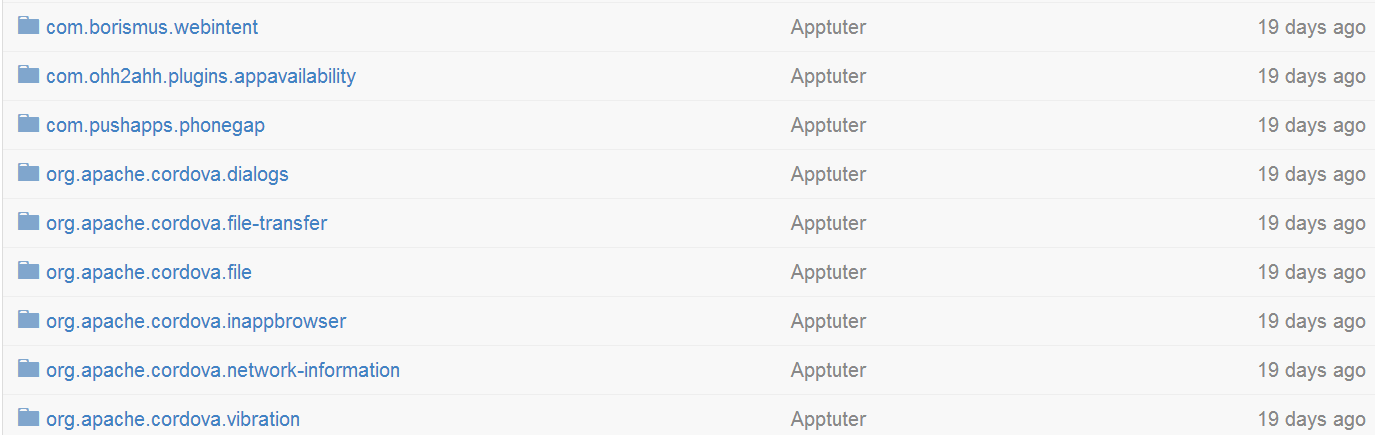 com.borismus.webintent Apptuter 19 days ago
com.ohh2ahh.plugins.appavailability Apptuter 19 days ago
com.pushapps.phonegap Apptuter 19 days ago
org.apache.cordova.dialogs Apptuter 19 days ago
org.apache.cordova.file-transfer Apptuter 19 days ago
org.apache.cordova.file Apptuter 19 days ago
org.apache.cordova.inappbrowser Apptuter 19 days ago
org.apache.cordova.network-information Apptuter 19 days ago
org.apache.cordova.vibration Apptuter 19 days ago